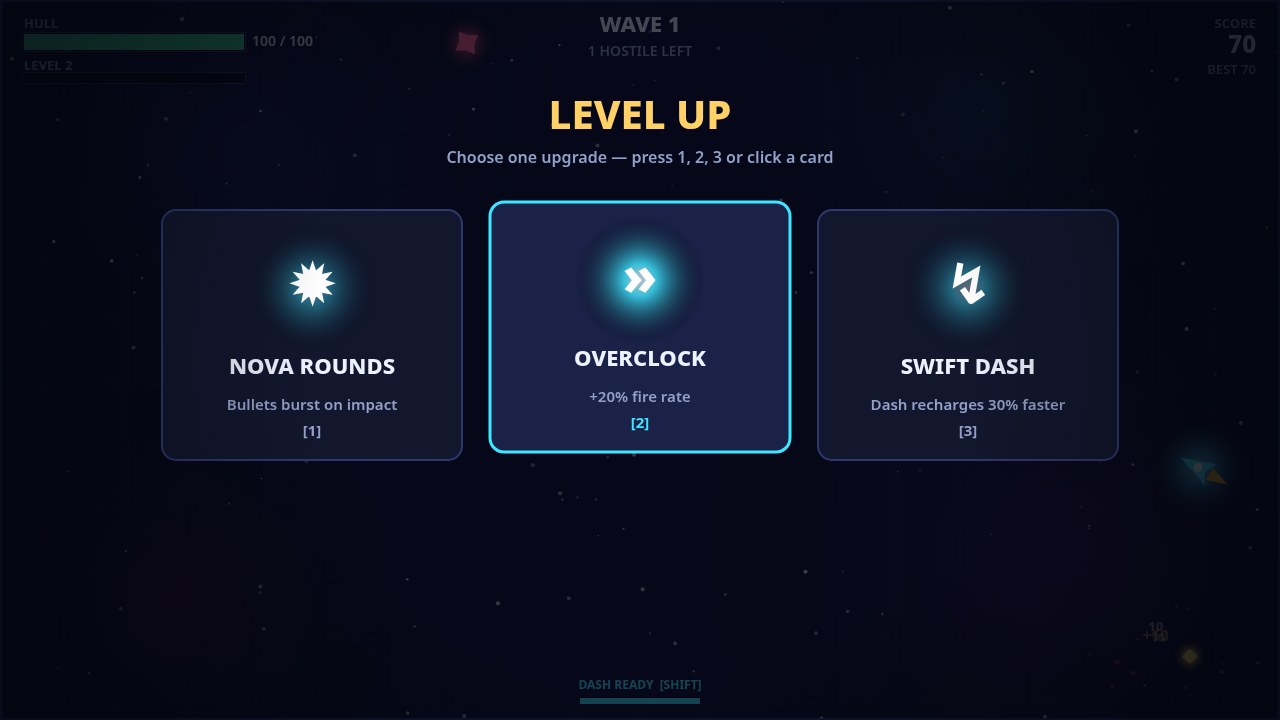 HULL
100 / 100
LEVEL 2
WAVE 1
1 HOSTILE LEFT
SCORE
70
BEST 70
LEVEL UP
Choose one upgrade — press 1, 2, 3 or click a card
NOVA ROUNDS
Bullets burst on impact
[1]
OVERCLOCK
+20% fire rate
[2]
SWIFT DASH
Dash recharges 30% faster
[3]
10
DASH READY [SHIFT]